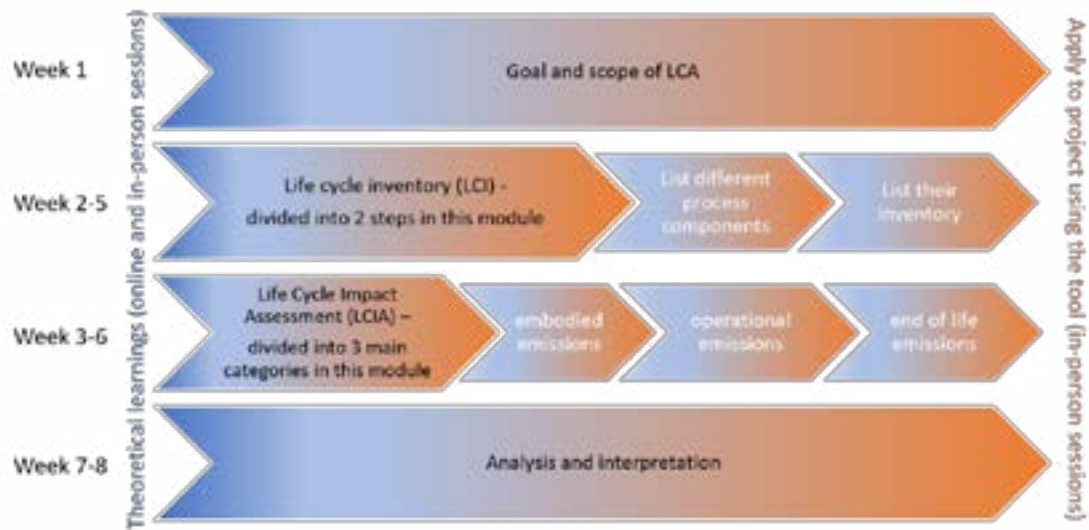 Theoretical learnings (online and in-person sessions)
Week 1
Goal and scope of LCA
Week 2-5
Life cycle inventory (LCI) -
divided into 2 steps in this module
List different
process
components
List their
inventory
Week 3-6
Life Cycle Impact
Assessment (LCIA) –
divided into 3 main
categories in this module
embodied
emissions
operational
emissions
end of life
emissions
Week 7-8
Analysis and interpretation
Apply to project using the tool (in-person sessions)